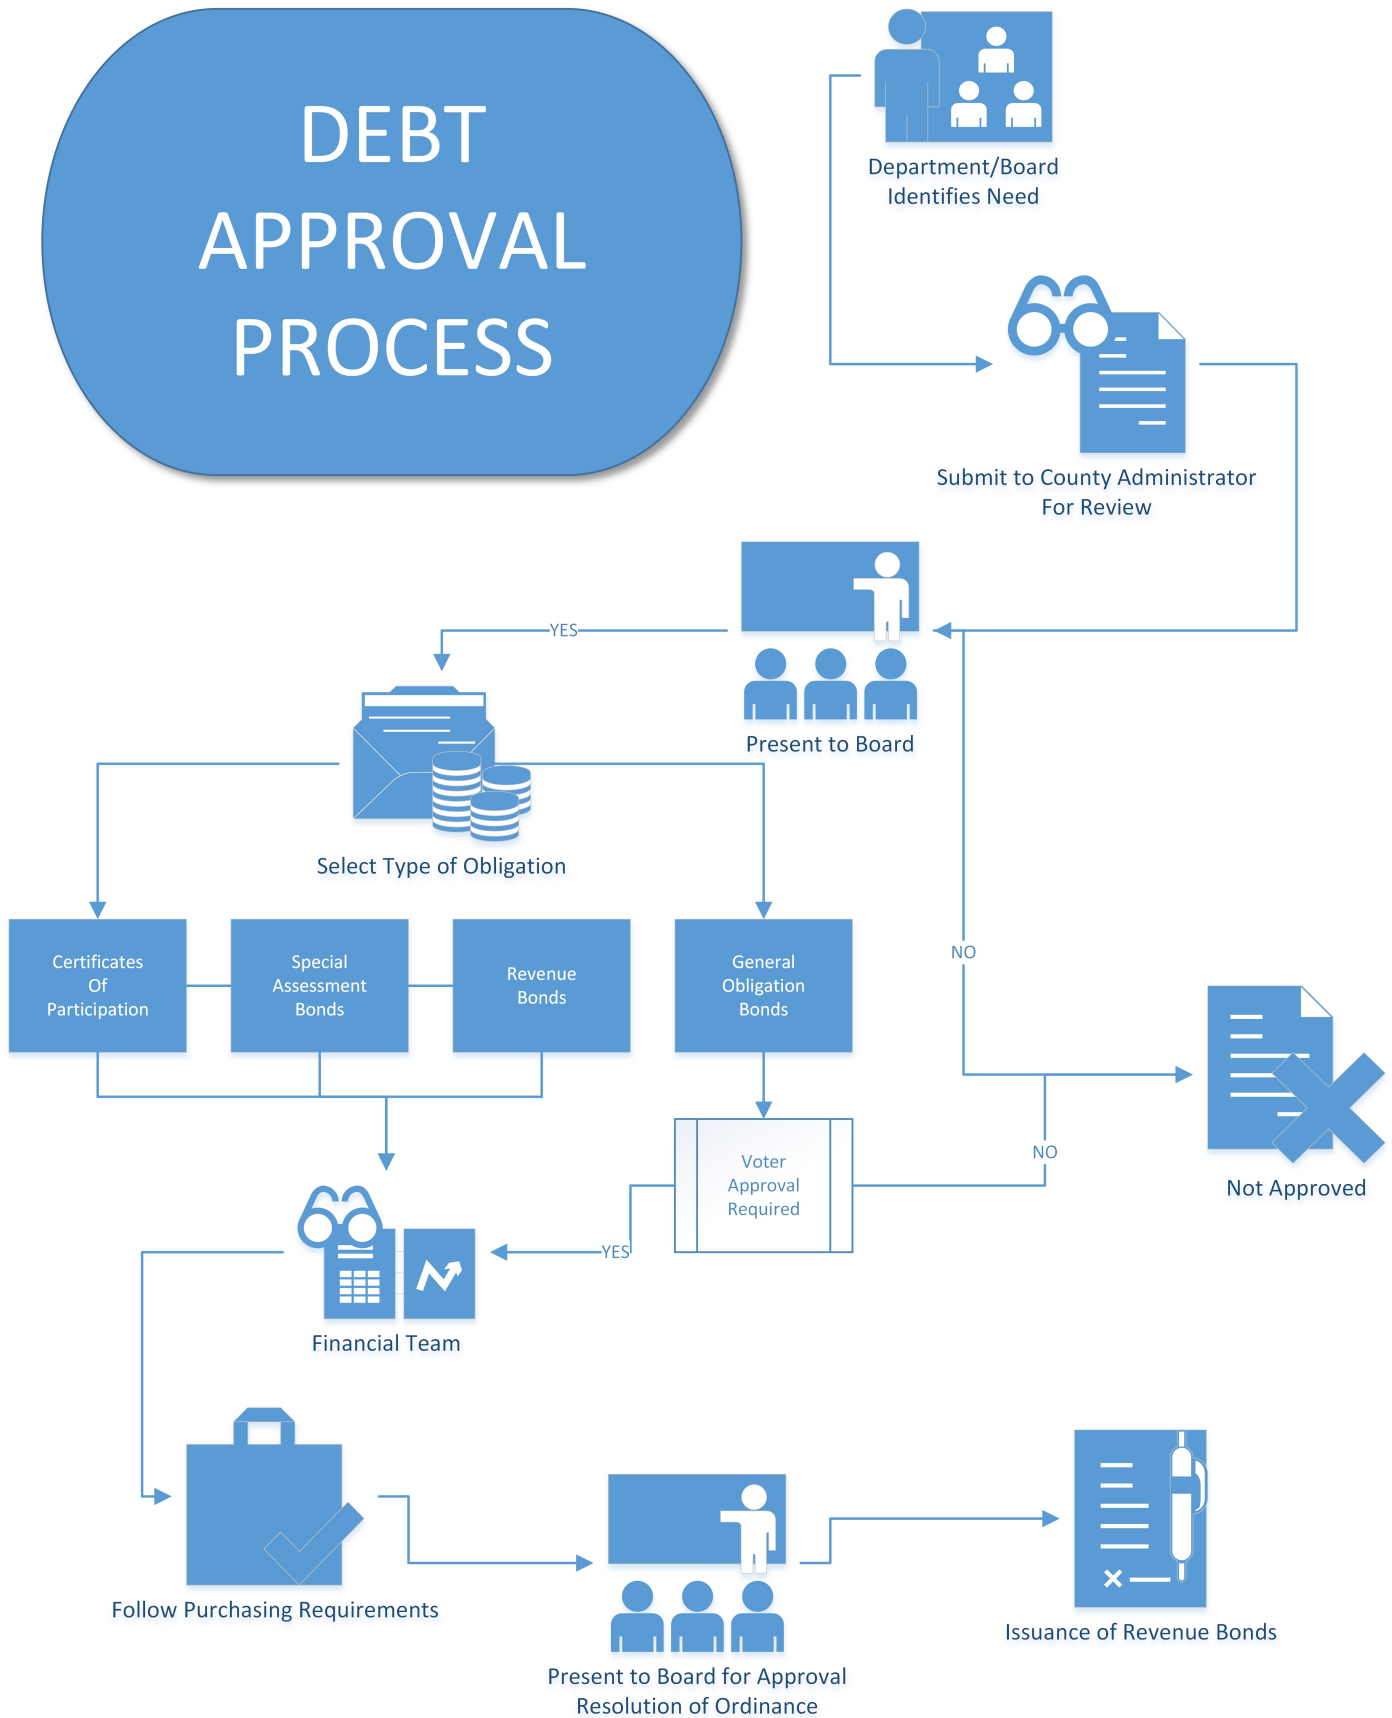 DEBT
APPROVAL
PROCESS
Department/Board
Identifies Need
Submit to County Administrator
For Review
YES
Present to Board
Select Type of Obligation
Certificates
Of
Participation
Special
Assessment
Bonds
Revenue
Bonds
General
Obligation
Bonds
NO
Voter
Approval
Required
NO
Not Approved
YES
Financial Team
Follow Purchasing Requirements
Present to Board for Approval
Resolution of Ordinance
Issuance of Revenue Bonds